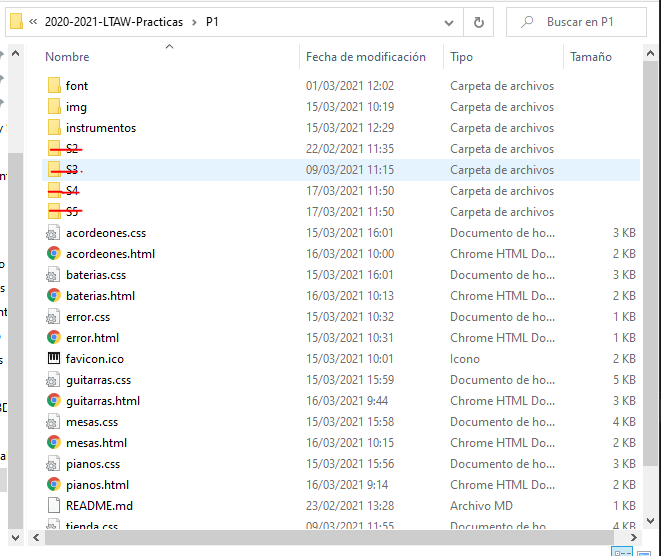 « 2020-2021-LTAW-Practicas > P1
Buscar en P1
Nombre Fecha de modificación Tipo Tamaño
font 01/03/2021 12:02 Carpeta de archivos
img 15/03/2021 10:19 Carpeta de archivos
instrumentos 15/03/2021 12:29 Carpeta de archivos
S2 22/02/2021 11:35 Carpeta de archivos
S3 09/03/2021 11:15 Carpeta de archivos
S4 17/03/2021 11:50 Carpeta de archivos
S5 17/03/2021 11:50 Carpeta de archivos
acordeones.css 15/03/2021 16:01 Documento de ho... 3 KB
acordeones.html 16/03/2021 10:00 Chrome HTML Do... 2 KB
baterias.css 15/03/2021 16:01 Documento de ho... 3 KB
baterias.html 16/03/2021 10:13 Chrome HTML Do... 2 KB
error.css 15/03/2021 10:32 Documento de ho... 1 KB
error.html 15/03/2021 10:31 Chrome HTML Do... 1 KB
favicon.ico 15/03/2021 10:01 Icono 2 KB
guitarras.css 15/03/2021 15:59 Documento de ho... 5 KB
guitarras.html 16/03/2021 9:44 Chrome HTML Do... 3 KB
mesas.css 15/03/2021 15:58 Documento de ho... 4 KB
mesas.html 16/03/2021 10:15 Chrome HTML Do... 2 KB
pianos.css 15/03/2021 15:56 Documento de ho... 3 KB
pianos.html 16/03/2021 9:14 Chrome HTML Do... 2 KB
README.md 23/02/2021 13:28 Archivo MD 1 KB
tienda.css 09/03/2021 11:55 Documento de ho... 4 KB